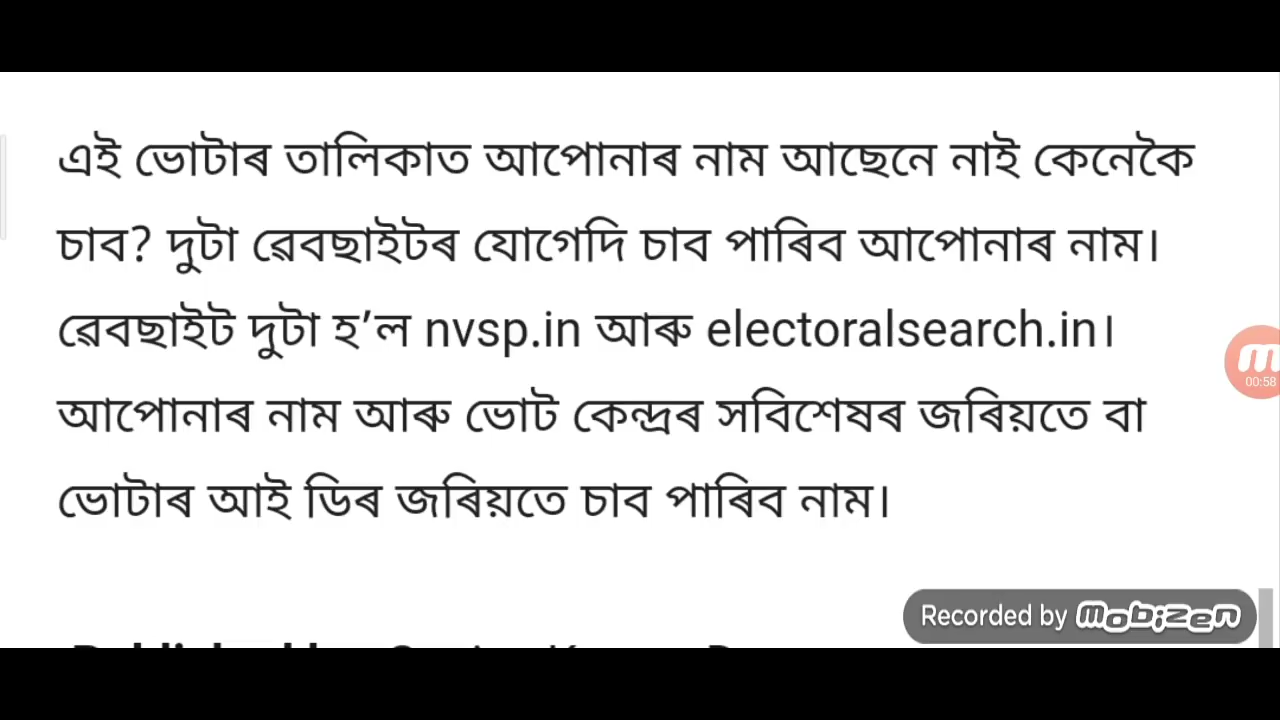 এই ভোটাৰ তালিকাত আপোনাৰ নাম আছেনে নাই কেনেকৈ
চাব? দুটা ৱেবছাইটৰ যোগেদি চাব পাৰিব আপোনাৰ নাম।
ৱেবছাইট দুটা হ’ল nvsp.in আৰু electoralsearch.in।
আপোনাৰ নাম আৰু ভোট কেন্দ্ৰৰ সবিশেষৰ জৰিয়তে বা
ভোটাৰ আই ডিৰ জৰিয়তে চাব পাৰিব নাম।
00:58
Recorded by Mobizen